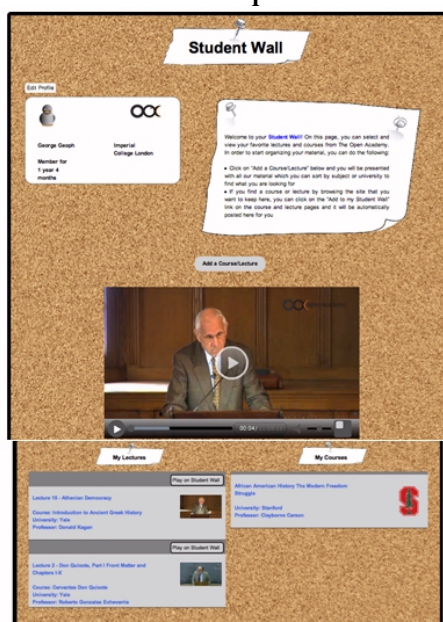 Student Wall
Edit Profile
George Geoph
Imperial
College London
Member for
1 year 4
months
Welcome to your Student Wall! On this page, you can select and
view your favorite lectures and courses from The Open Academy.
In order to start organizing your material, you can do the following:
• Click on "Add a Course/Lecture" below and you will be presented
with all our material which you can sort by subject or university to
find what you are looking for
• If you find a course or lecture by browsing the site that you
want to keep here, you can click on the "Add to my Student Wall"
link on the course and lecture pages and it will be automatically
posted here for you
Add a Course/Lecture
00:04/
My Lectures
Play on Student Wall
Lecture 15 - Athenian Democracy
Course: Introduction to Ancient Greek History
University: Yale
Professor: Donald Kagan
Play on Student Wall
Lecture 2 - Don Quixote, Part I Front Matter and
Chapters I-X
Course: Cervantes Don Quixote
University: Yale
Professor: Roberto González Echevarría
My Courses
African American History The Modern Freedom
Struggle
University: Stanford
Professor: Clayborne Carson